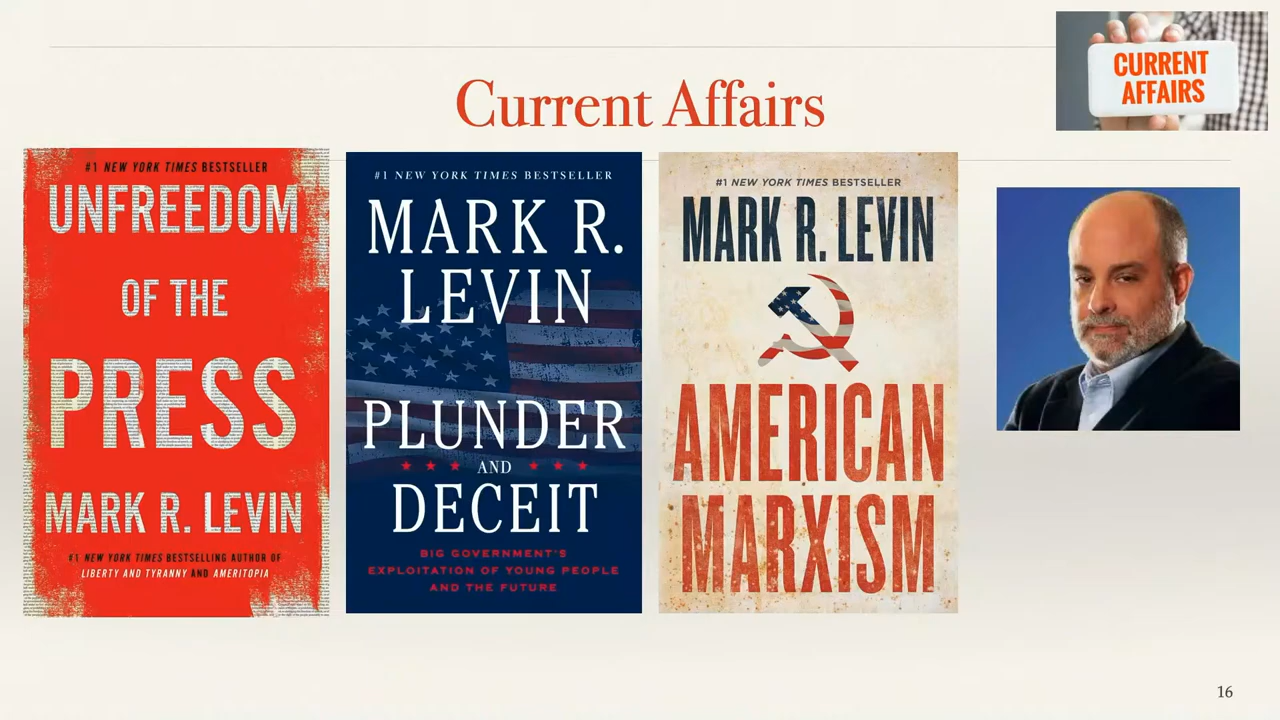 Current Affairs
CURRENT
AFFAIRS
#1 NEW YORK TIMES BESTSELLER
UNFREEDOM
OF THE
PRESS
MARK R. LEVIN
#1 NEW YORK TIMES BESTSELLING AUTHOR OF
LIBERTY AND TYRANNY AND AMERITOPIA
#1 NEW YORK TIMES BESTSELLER
MARK R.
LEVIN
PLUNDER
AND
DECEIT
BIG GOVERNMENT'S
EXPLOITATION OF YOUNG PEOPLE
AND THE FUTURE
#1 NEW YORK TIMES BESTSELLER
MARK R. LEVIN
AMERICAN
MARXISM
16